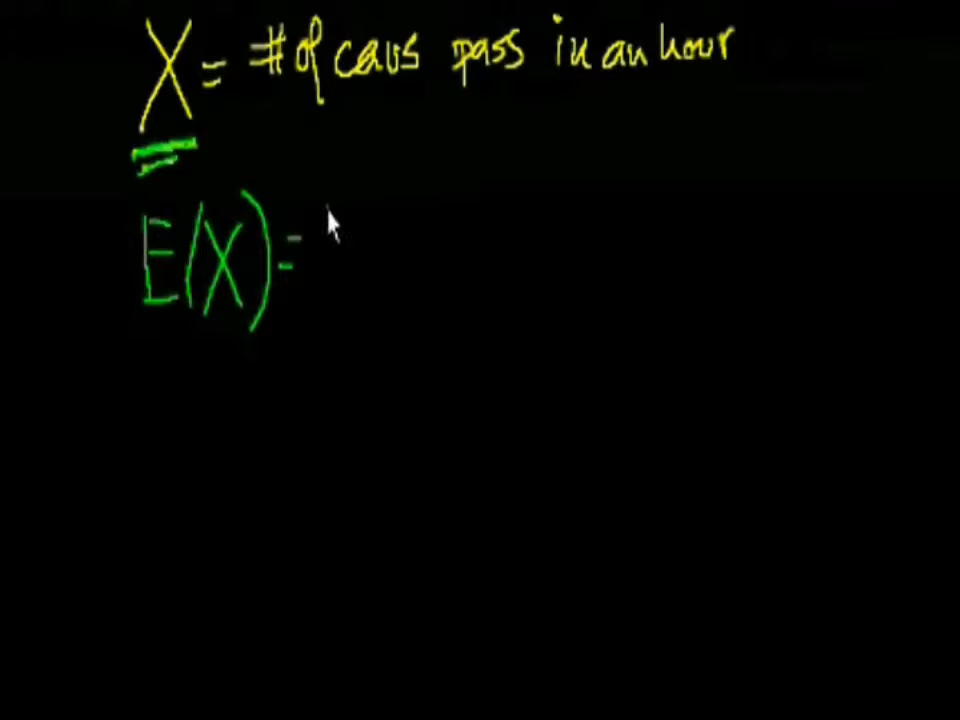 X = # of cars pass in an hour
E(X) =